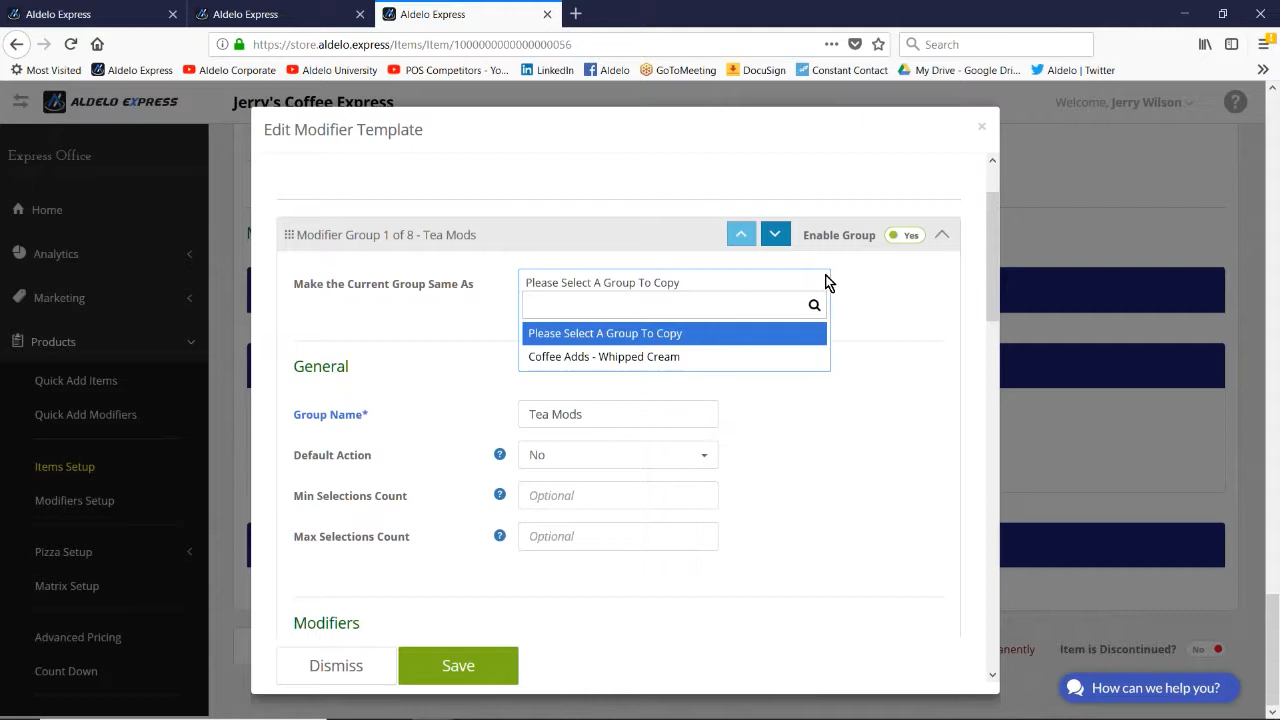 Aldelo Express
Aldelo Express
Aldelo Express
https://store.aldelo.express/Items/Item/1000000000000000056
Search
Most Visited
Aldelo Express
Aldelo Corporate
Aldelo University
POS Competitors - Yo...
LinkedIn
Aldelo
GoToMeeting
DocuSign
Constant Contact
My Drive - Google Dri...
Aldelo | Twitter
ALDELO EXPRESS
Jerry's Coffee Express
Welcome, Jerry Wilson
Edit Modifier Template
Express Office
Home
Analytics
Marketing
Products
Quick Add Items
Quick Add Modifiers
Items Setup
Modifiers Setup
Pizza Setup
Matrix Setup
Advanced Pricing
Count Down
Modifier Group 1 of 8 - Tea Mods
Enable Group
Yes
Make the Current Group Same As
Please Select A Group To Copy
Please Select A Group To Copy
Coffee Adds - Whipped Cream
General
Group Name*
Tea Mods
Default Action
No
Min Selections Count
Optional
Max Selections Count
Optional
Modifiers
Dismiss
Save
Item is Discontinued?
No
How can we help you?